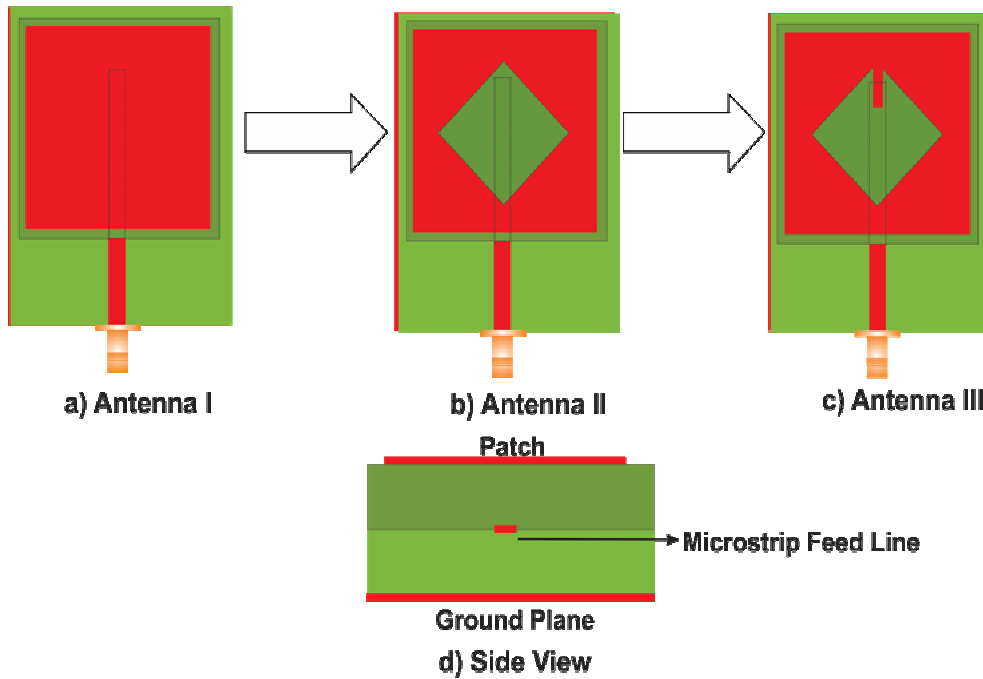 a) Antenna I
b) Antenna II
c) Antenna III
Patch
Microstrip Feed Line
Ground Plane
d) Side View